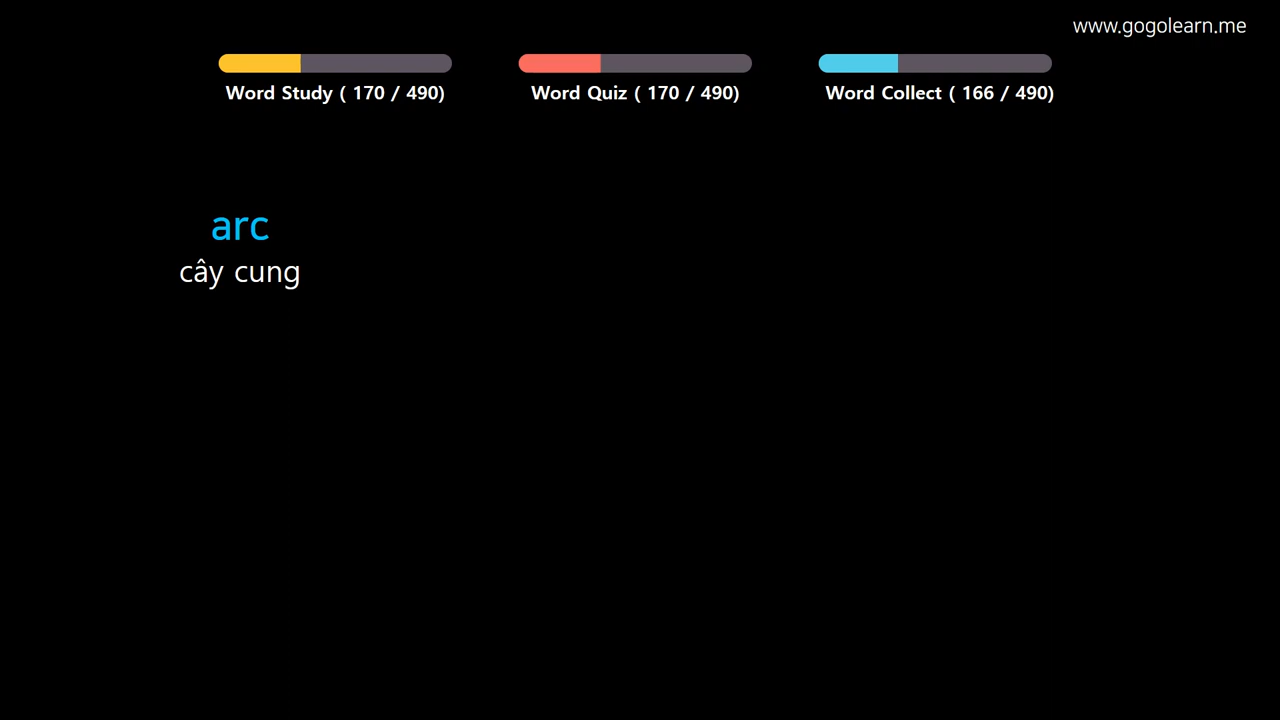 www.gogolearn.me
Word Study ( 170 / 490)
Word Quiz ( 170 / 490)
Word Collect ( 166 / 490)
arc
cây cung